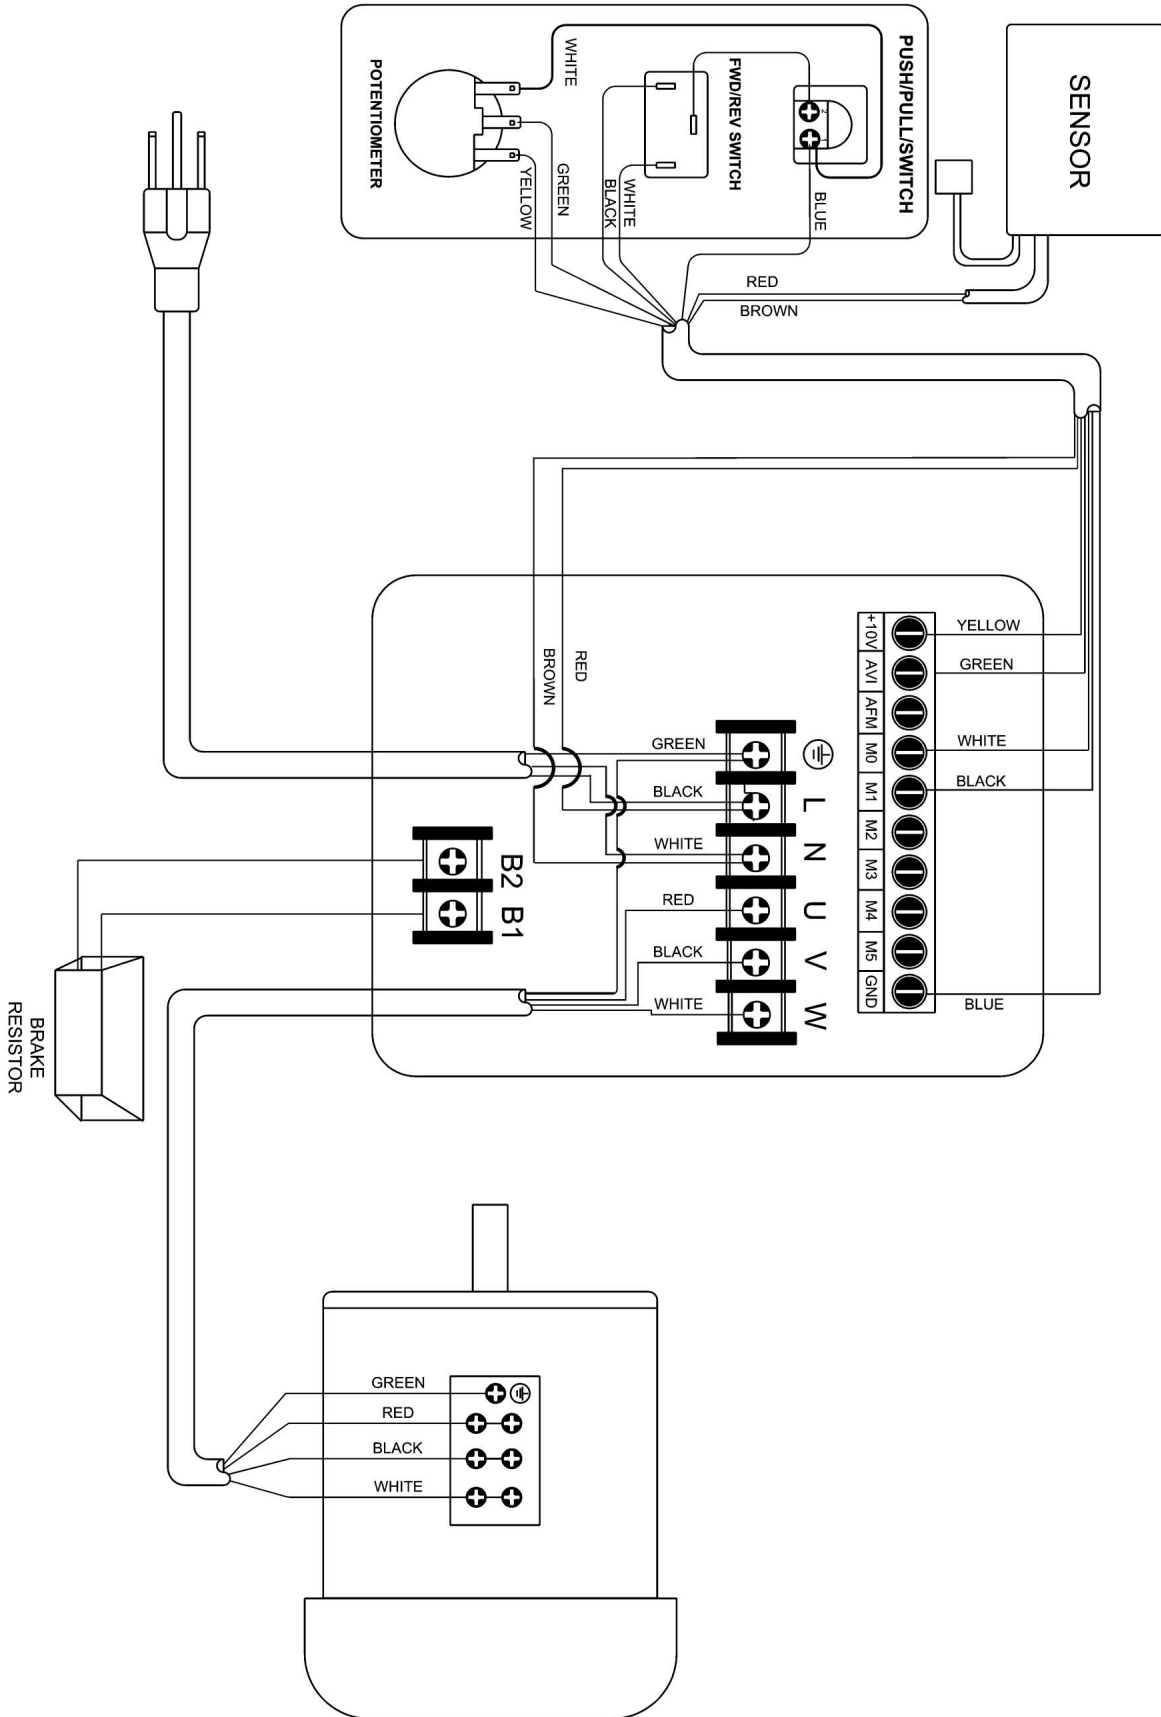 SENSOR
PUSH/PULL/SWITCH
2
1
FWD/REV SWITCH
POTENTIOMETER
WHITE
BLUE
WHITE
BLACK
GREEN
YELLOW
RED
BROWN
+10V
AVI
AFM
M0
M1
M2
M3
M4
M5
GND
YELLOW
GREEN
WHITE
BLACK
BLUE
RED
BROWN
L
N
U
V
W
GREEN
BLACK
WHITE
RED
BLACK
WHITE
B2
B1
BRAKE
RESISTOR
GREEN
RED
BLACK
WHITE